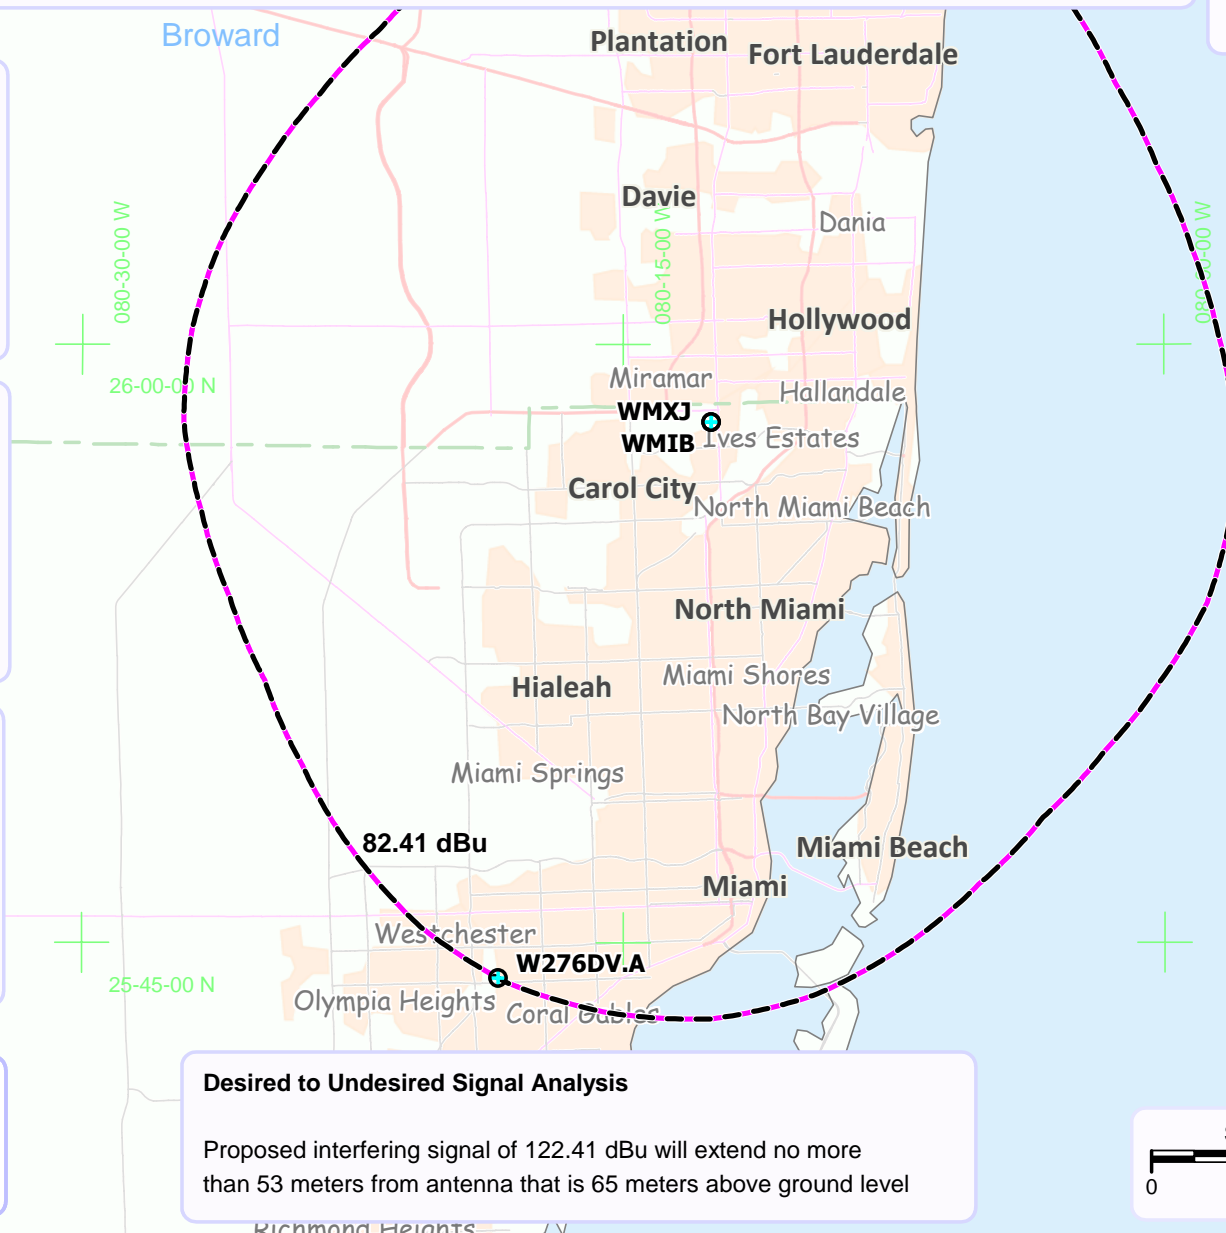 Broward
Plantation
Fort Lauderdale
Davie
Dania
080-30-00 W
080-15-00 W
Hollywood
26-00-00 N
Miramar
Hallandale
WMXJ
WMIB
Ives Estates
Carol City
North Miami Beach
North Miami
Miami Shores
Hialeah
North Bay Village
Miami Springs
82.41 dBu
Miami Beach
Miami
Westchester
W276DV.A
25-45-00 N
Olympia Heights
Coral Gables
Desired to Undesired Signal Analysis
Proposed interfering signal of 122.41 dBu will extend no more
than 53 meters from antenna that is 65 meters above ground level
0
Richmond Heights